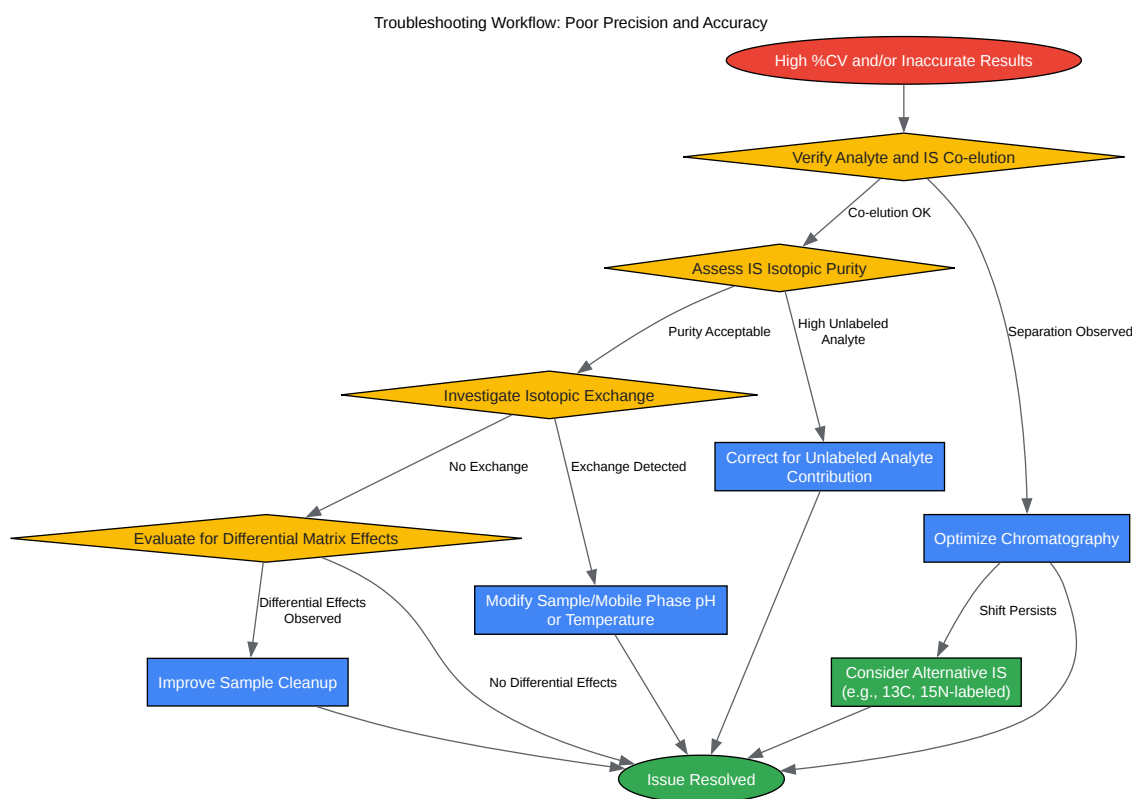 Troubleshooting Workflow: Poor Precision and Accuracy
High %CV and/or Inaccurate Results
Verify Analyte and IS Co-elution
Co-elution OK
Assess IS Isotopic Purity
Purity Acceptable
High Unlabeled
Analyte
Separation Observed
Investigate Isotopic Exchange
Correct for Unlabeled Analyte
Contribution
No Exchange
Exchange Detected
Evaluate for Differential Matrix Effects
Optimize Chromatography
Differential Effects
Observed
Modify Sample/Mobile Phase pH
or Temperature
Shift Persists
Improve Sample Cleanup
No Differential Effects
Consider Alternative IS
(e.g., 13C, 15N-labeled)
Issue Resolved